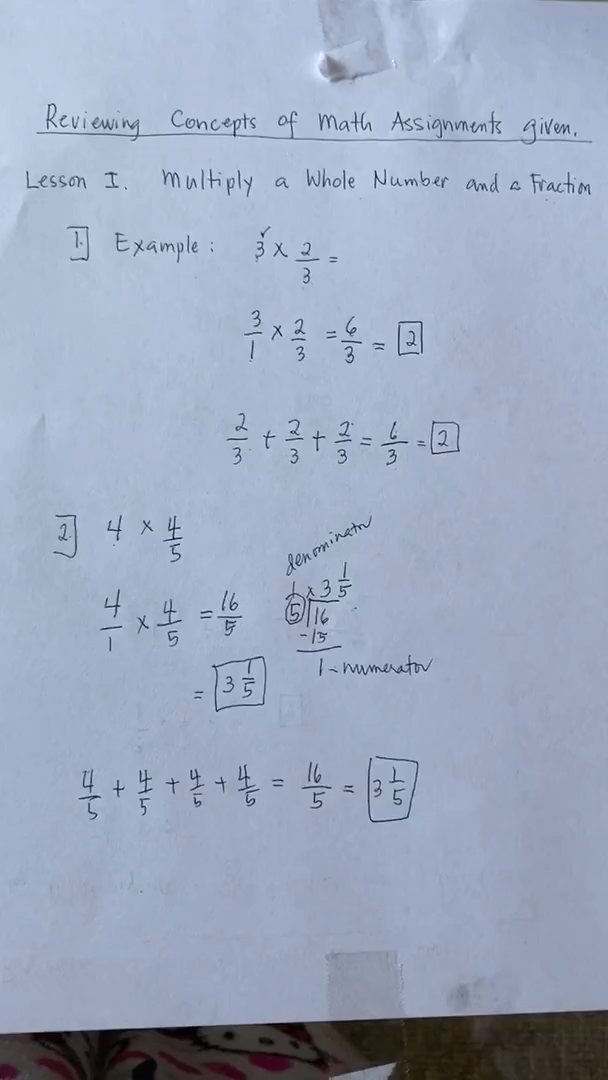 Reviewing Concepts of Math Assignments given.
Lesson I. Multiply a Whole Number and a Fraction
1. Example: 3 × 2/3 =
3/1 × 2/3 = 6/3 = 2
2/3 + 2/3 + 2/3 = 6/3 = 2
2. 4 × 4/5
denominator
4/1 × 4/5 = 16/5
1 × 3 1/5
5 16
-15
1 - numerator
= 3 1/5
4/5 + 4/5 + 4/5 + 4/5 = 16/5 = 3 1/5